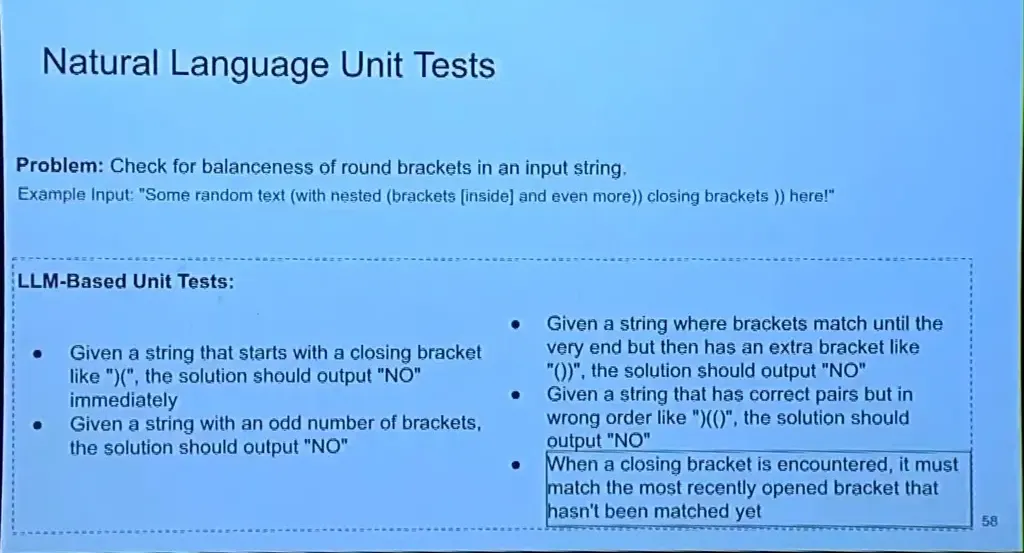 Natural Language Unit Tests
Problem: Check for balanceness of round brackets in an input string.
Example Input: "Some random text (with nested (brackets [inside] and even more)) closing brackets )) here!"
LLM-Based Unit Tests:
• Given a string that starts with a closing bracket
like ")(", the solution should output "NO"
immediately
• Given a string with an odd number of brackets,
the solution should output "NO"
• Given a string where brackets match until the
very end but then has an extra bracket like
"())", the solution should output "NO"
• Given a string that has correct pairs but in
wrong order like ")(()", the solution should
output "NO"
• When a closing bracket is encountered, it must
match the most recently opened bracket that
hasn't been matched yet
58